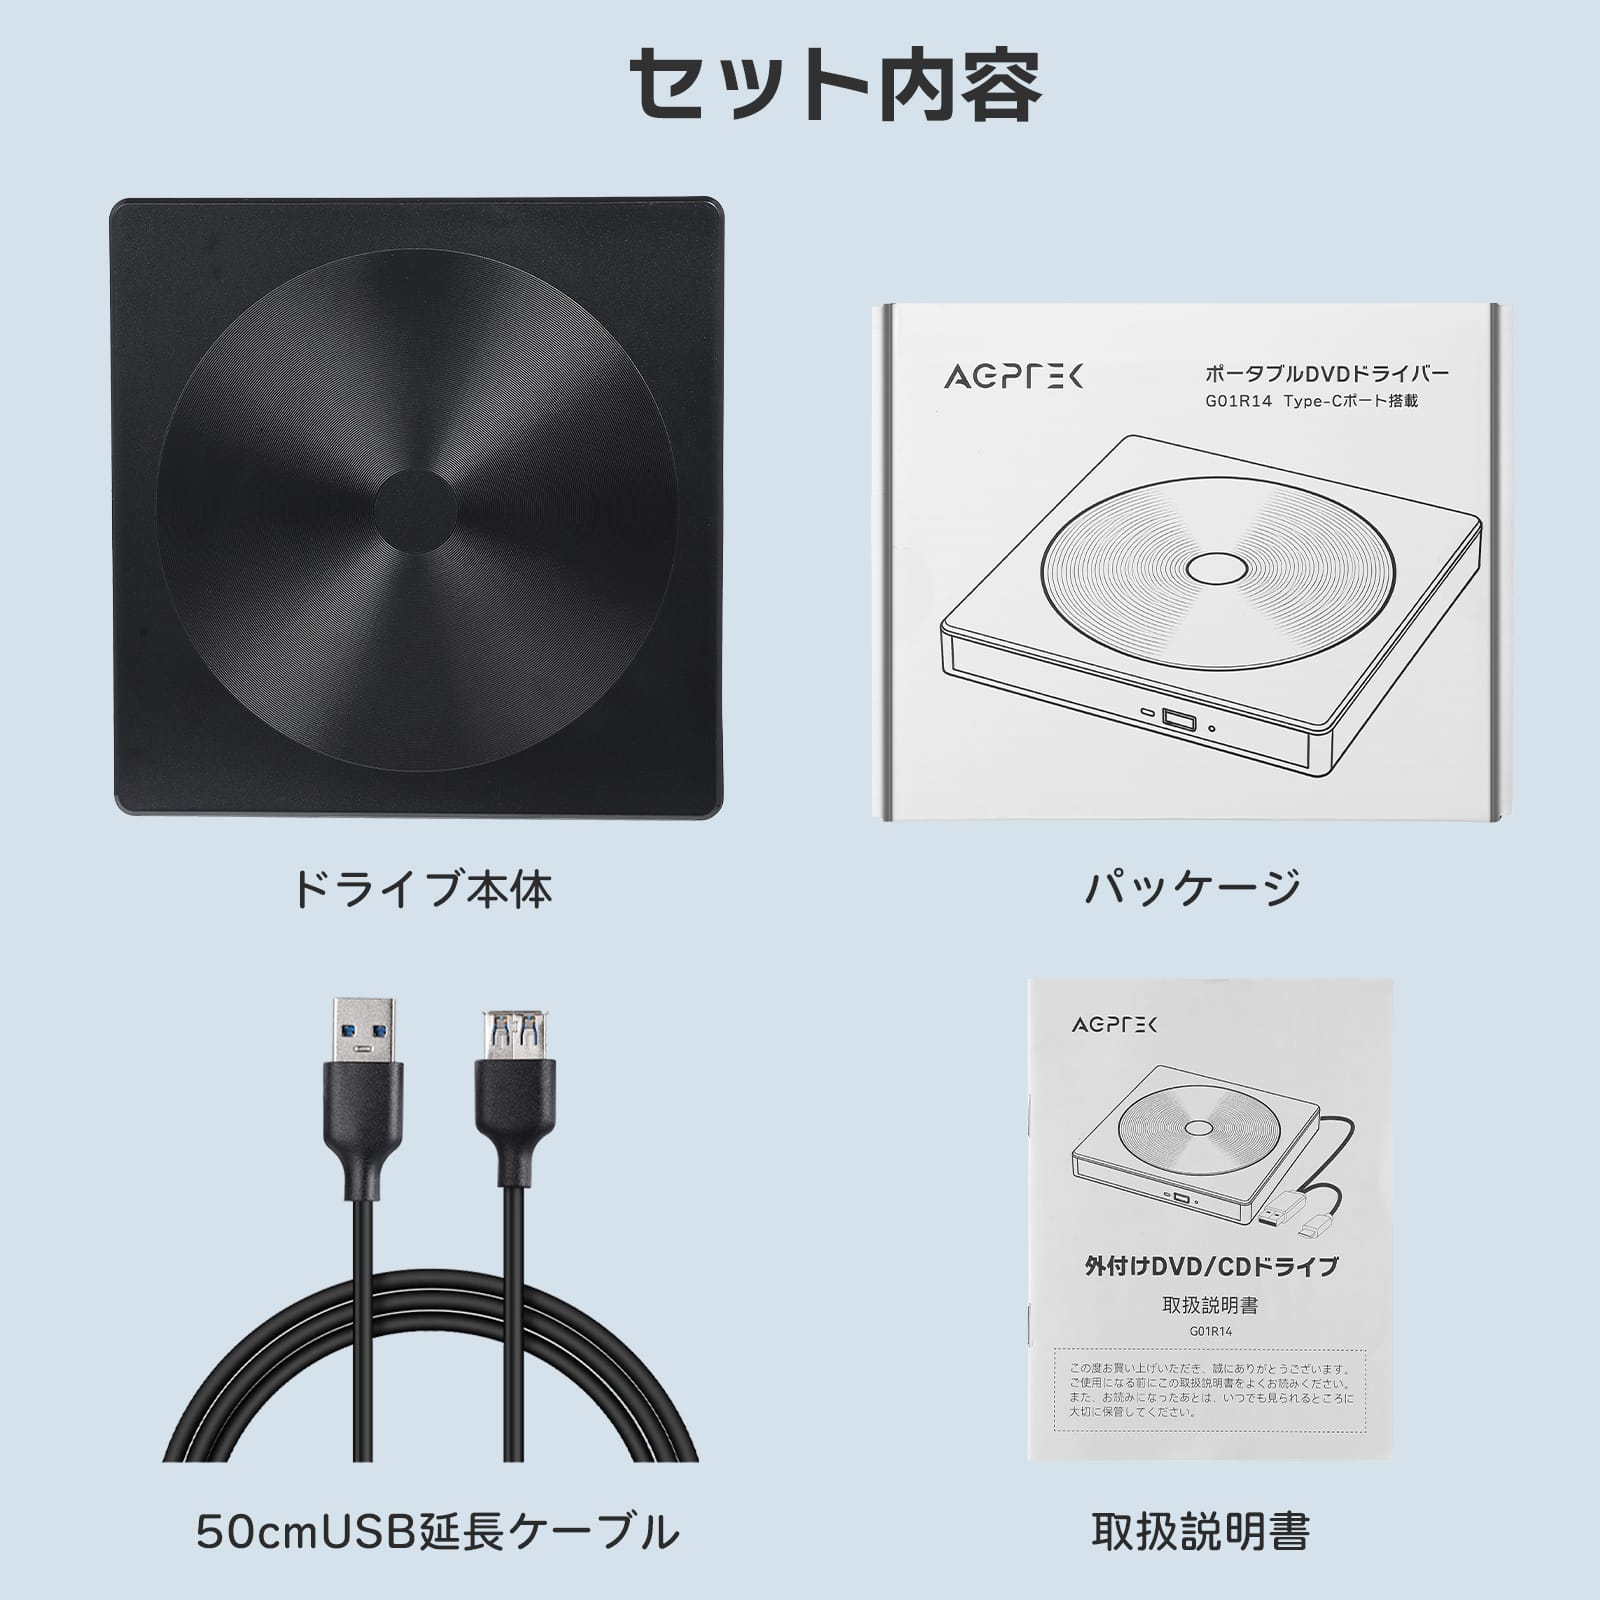 セット内容
AGPTEK
ポータブルDVDドライバー
G01R14 Type-Cポート搭載
ドライブ本体
パッケージ
AGPTEK
外付けDVD/CDドライブ
取扱説明書
G01R14
この度お買い上げいただき、誠にありがとうございます。
ご使用になる前にこの取扱説明書をよくお読みください。
また、お読みになったあとは、いつでも見られるところに
大切に保管してください。
50cmUSB延長ケーブル
取扱説明書